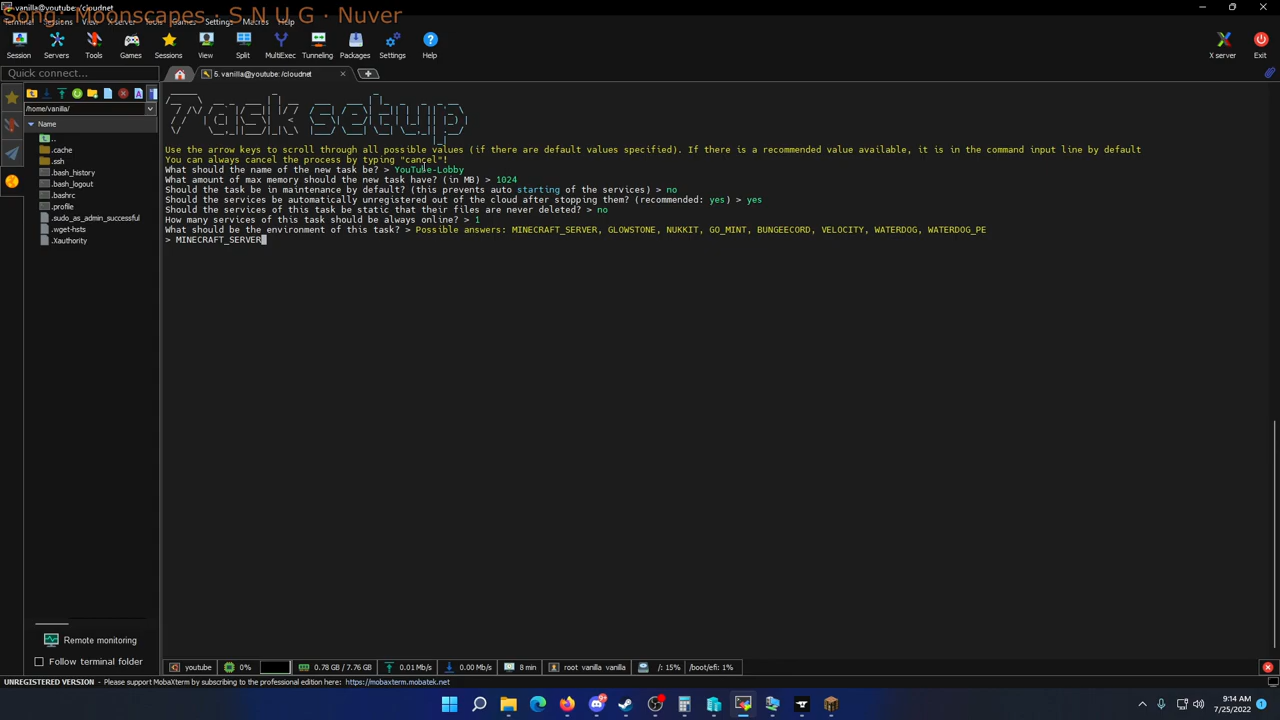 Song: Moonscapes · S N U G · Nuver
vanilla@youtube: /cloudnet
Terminal Sessions View X server Tools Games Settings Macros Help
Session Servers Tools Games Sessions View Split MultiExec Tunneling Packages Settings Help X server Exit
Quick connect...
5. vanilla@youtube: /cloudnet
/home/vanilla/
Name
..
.cache
.ssh
.bash_history
.bash_logout
.bashrc
.profile
.sudo_as_admin_successful
.wget-hsts
.Xauthority
Task setup
Use the arrow keys to scroll through all possible values (if there are default values specified). If there is a recommended value available, it is in the command input line by default
You can always cancel the process by typing "cancel"!
What should the name of the new task be? > YouTube-Lobby
What amount of max memory should the new task have? (in MB) > 1024
Should the task be in maintenance by default? (this prevents auto starting of the services) > no
Should the services be automatically unregistered out of the cloud after stopping them? (recommended: yes) > yes
Should the services of this task be static that their files are never deleted? > no
How many services of this task should be always online? > 1
What should be the environment of this task? > Possible answers: MINECRAFT_SERVER, GLOWSTONE, NUKKIT, GO_MINT, BUNGEECORD, VELOCITY, WATERDOG, WATERDOG_PE
> MINECRAFT_SERVER
Remote monitoring
Follow terminal folder
youtube 0% 0.78 GB / 7.76 GB 0.01 Mb/s 0.00 Mb/s 8 min root vanilla vanilla /: 15% /boot/efi: 1%
UNREGISTERED VERSION - Please support MobaXterm by subscribing to the professional edition here: https://mobaxterm.mobatek.net
9:14 AM
7/25/2022